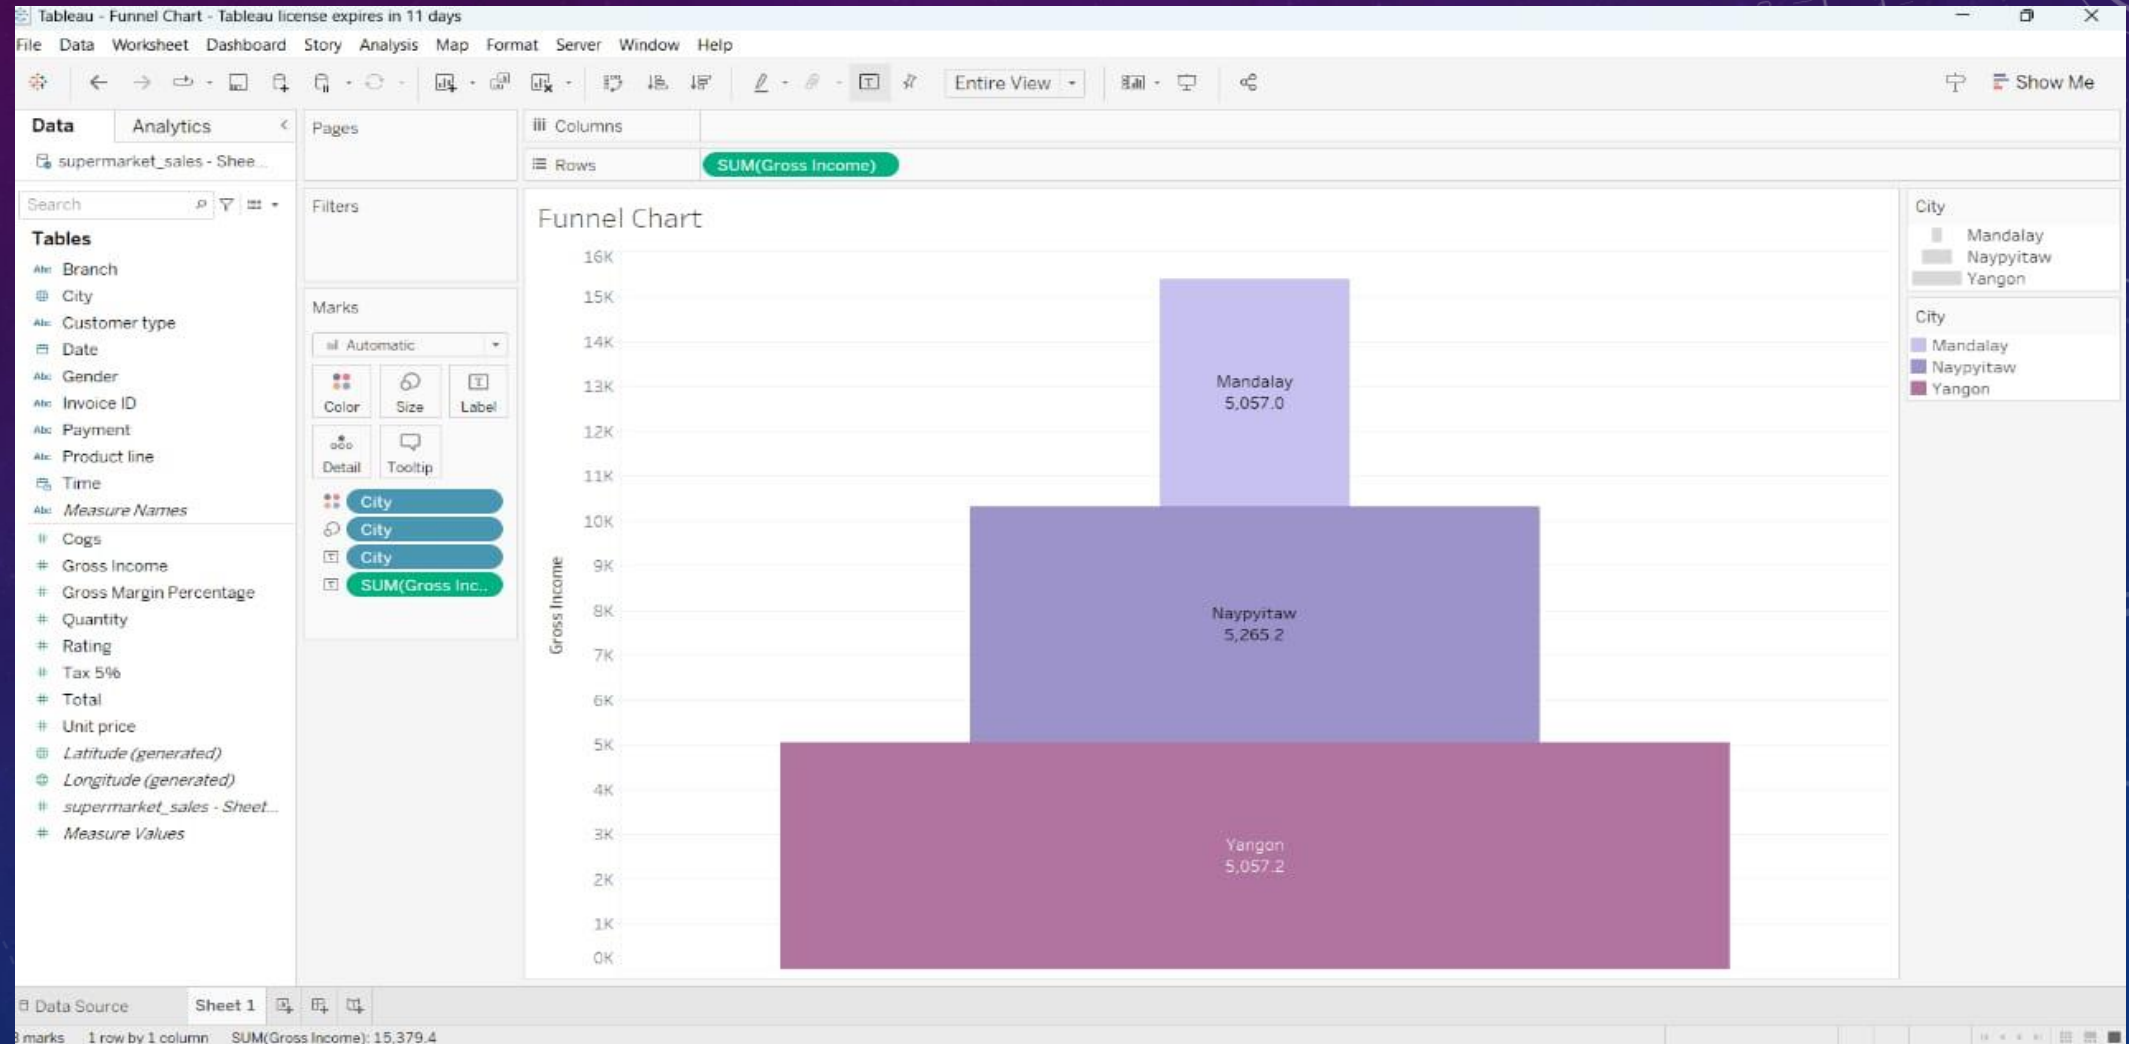 Tableau - Funnel Chart - Tableau license expires in 11 days
File Data Worksheet Dashboard Story Analysis Map Format Server Window Help
Entire View
Show Me
Data Analytics
supermarket_sales - Shee...
Search
Tables
Abc Branch
City
Abc Customer type
Date
Abc Gender
Abc Invoice ID
Abc Payment
Abc Product line
Time
Abc Measure Names
# Cogs
# Gross Income
# Gross Margin Percentage
# Quantity
# Rating
# Tax 5%
# Total
# Unit price
Latitude (generated)
Longitude (generated)
# supermarket_sales - Sheet...
# Measure Values
Pages
Filters
Marks
Automatic
Color Size Label
Detail Tooltip
City
City
City
SUM(Gross Inc..
Columns
Rows SUM(Gross Income)
Funnel Chart
Gross Income
16K
15K
14K
13K
12K
11K
10K
9K
8K
7K
6K
5K
4K
3K
2K
1K
0K
Mandalay
5,057.0
Naypyitaw
5,265.2
Yangon
5,057.2
City
Mandalay
Naypyitaw
Yangon
City
Mandalay
Naypyitaw
Yangon
Data Source Sheet 1
3 marks 1 row by 1 column SUM(Gross Income): 15,379.4